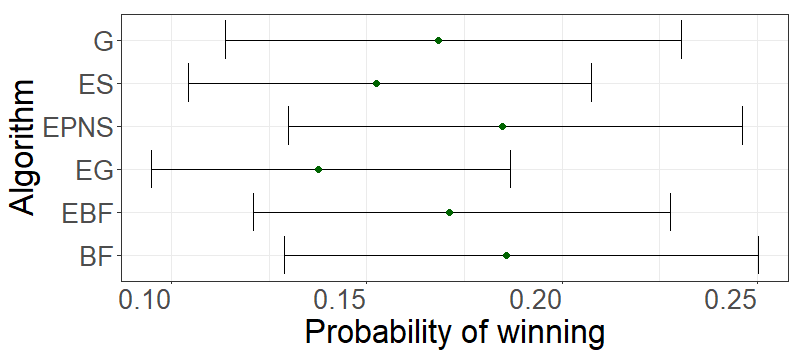 Algorithm
G
ES
EPNS
EG
EBF
BF
0.10 0.15 0.20 0.25
Probability of winning